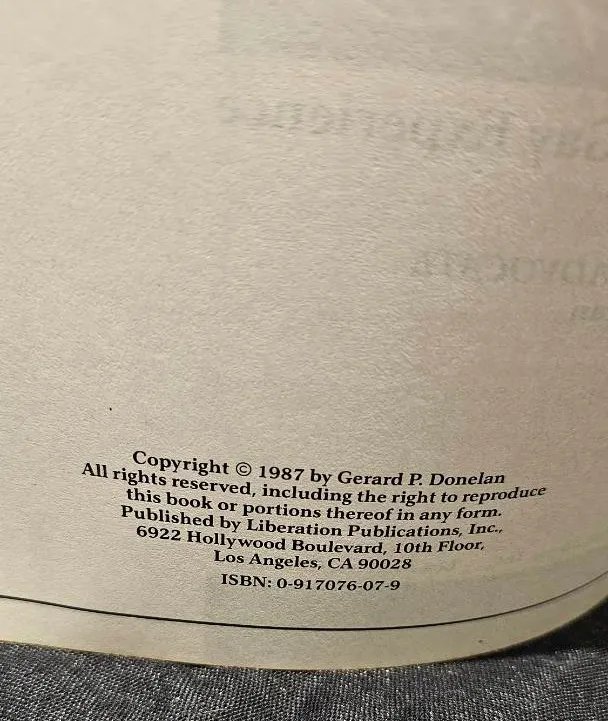 Copyright © 1987 by Gerard P. Donelan
All rights reserved, including the right to reproduce
this book or portions thereof in any form.
Published by Liberation Publications, Inc.,
6922 Hollywood Boulevard, 10th Floor,
Los Angeles, CA 90028
ISBN: 0-917076-07-9